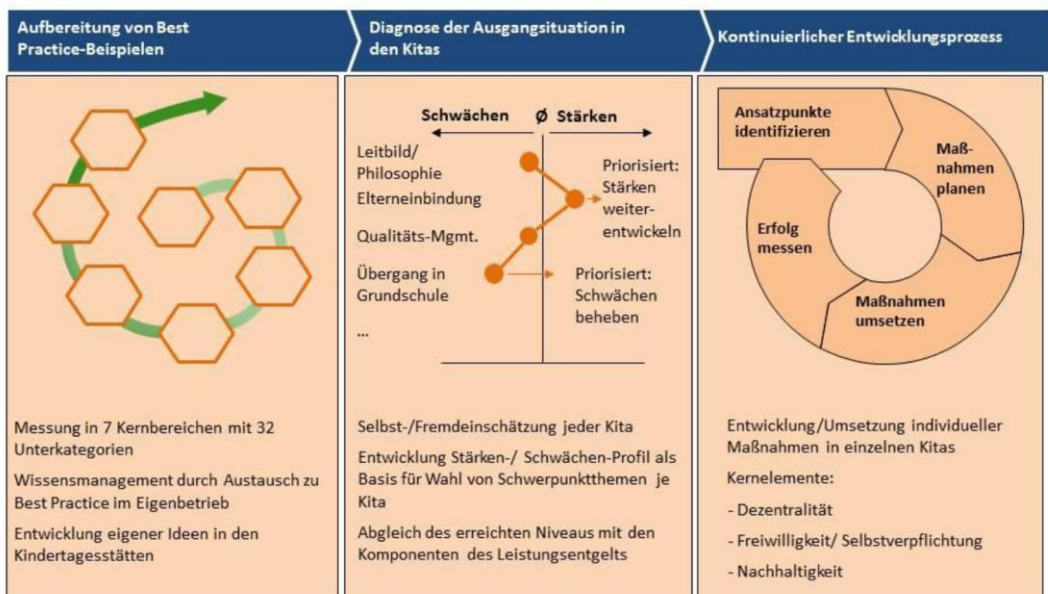 Aufbereitung von Best
Practice-Beispielen
Diagnose der Ausgangsituation in
den Kitas
Kontinuierlicher Entwicklungsprozess
Messung in 7 Kernbereichen mit 32
Unterkategorien
Wissensmanagement durch Austausch zu
Best Practice im Eigenbetrieb
Entwicklung eigener Ideen in den
Kindertagesstätten
Schwächen Ø Stärken
Leitbild/
Philosophie
Elterneinbindung
Qualitäts-Mgmt.
Übergang in
Grundschule
...
Priorisiert:
Stärken
weiter-
entwickeln
Priorisiert:
Schwächen
beheben
Selbst-/Fremdeinschätzung jeder Kita
Entwicklung Stärken-/ Schwächen-Profil als
Basis für Wahl von Schwerpunktthemen je
Kita
Abgleich des erreichten Niveaus mit den
Komponenten des Leistungsentgelts
Ansatzpunkte
identifizieren
Maß-
nahmen
planen
Maßnahmen
umsetzen
Erfolg
messen
Entwicklung/Umsetzung individueller
Maßnahmen in einzelnen Kitas
Kernelemente:
- Dezentralität
- Freiwilligkeit/ Selbstverpflichtung
- Nachhaltigkeit